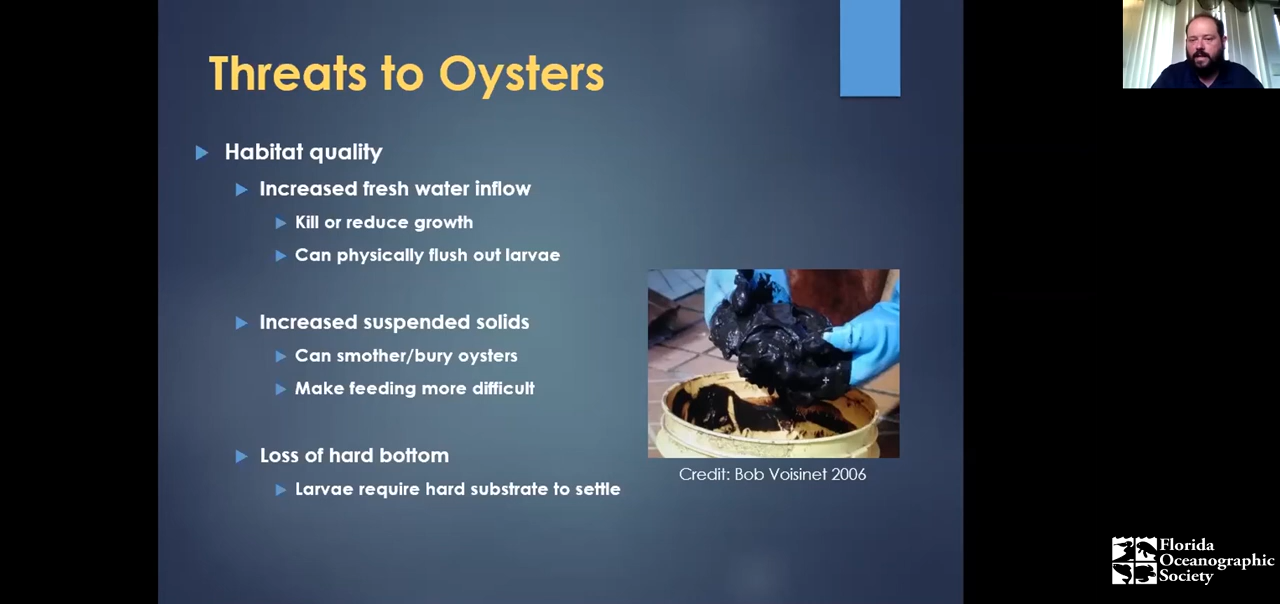 Threats to Oysters
Habitat quality
Increased fresh water inflow
Kill or reduce growth
Can physically flush out larvae
Increased suspended solids
Can smother/bury oysters
Make feeding more difficult
Loss of hard bottom
Larvae require hard substrate to settle
Credit: Bob Voisinet 2006
Florida
Oceanographic
Society